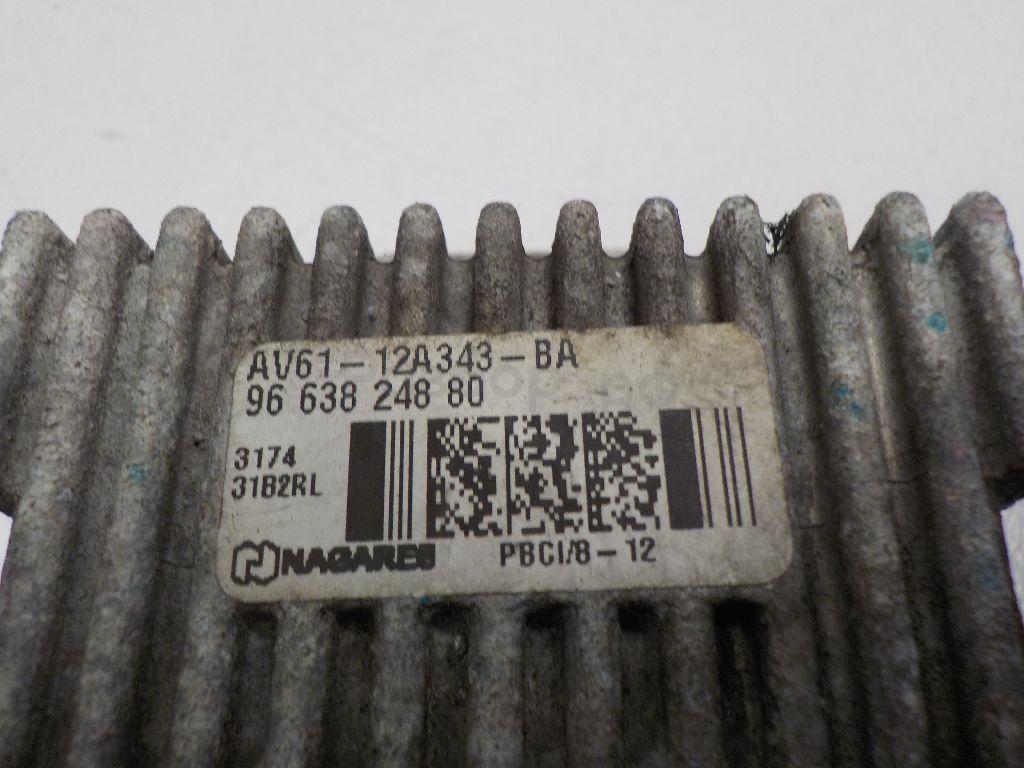 AV61-12A343-BA
96 638 248 80
3174
31B2RL
NAGARES
PBCI/8-12